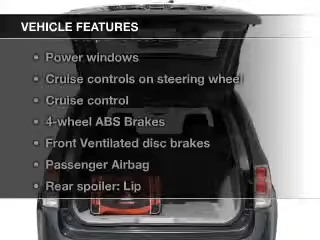 VEHICLE FEATURES
• Power windows
• Cruise controls on steering wheel
• Cruise control
• 4-wheel ABS Brakes
• Front Ventilated disc brakes
• Passenger Airbag
• Rear spoiler: Lip